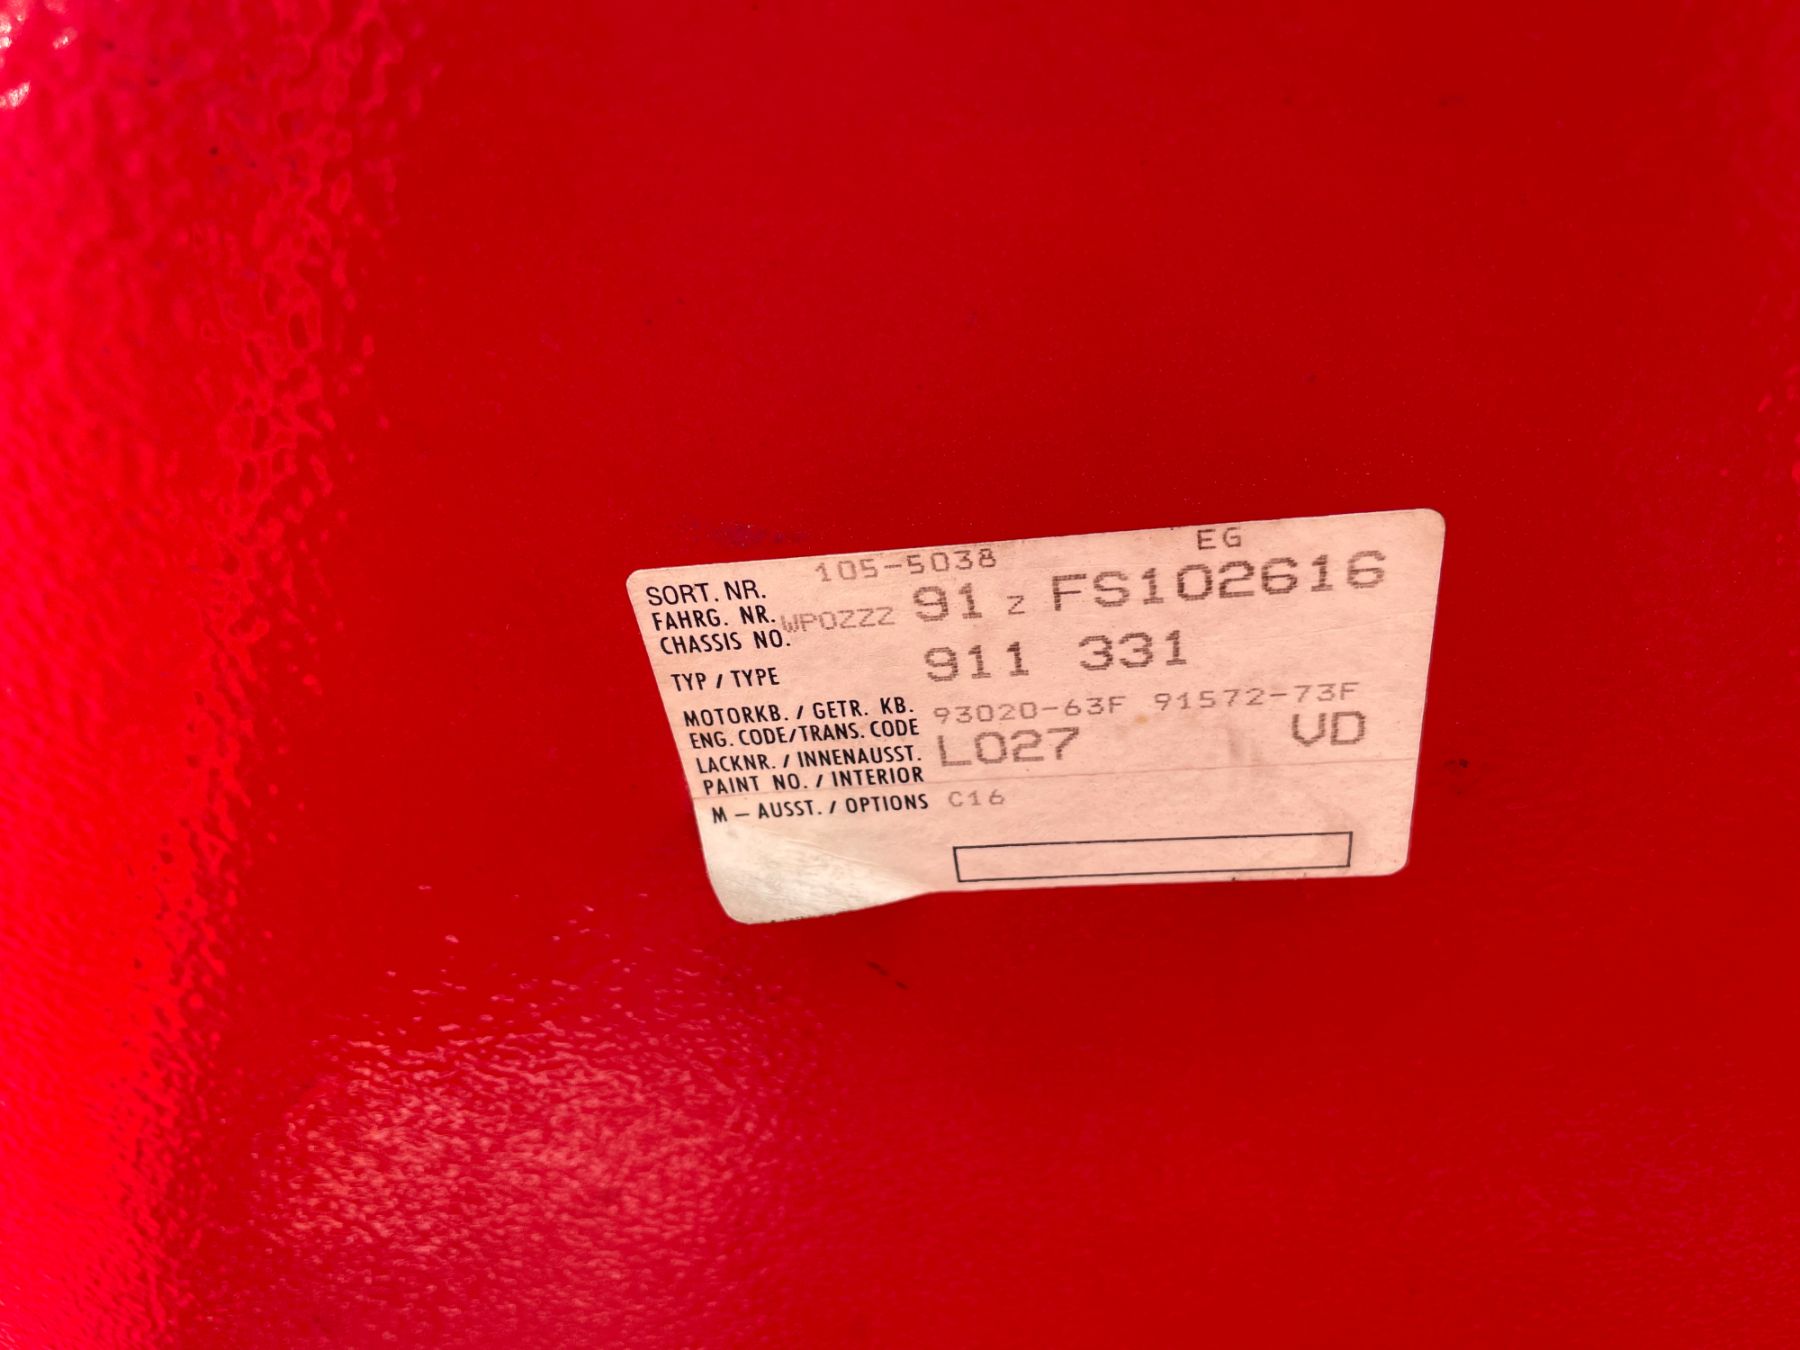 105-5038 EG
SORT. NR.
FAHRG. NR. WP0ZZZ 91 Z FS102616
CHASSIS NO.
TYP / TYPE 911 331
MOTORKB. / GETR. KB. 93020-63F 91572-73F
ENG. CODE/TRANS. CODE
LACKNR. / INNENAUSST. L027 VD
PAINT NO. / INTERIOR
M – AUSST. / OPTIONS C16